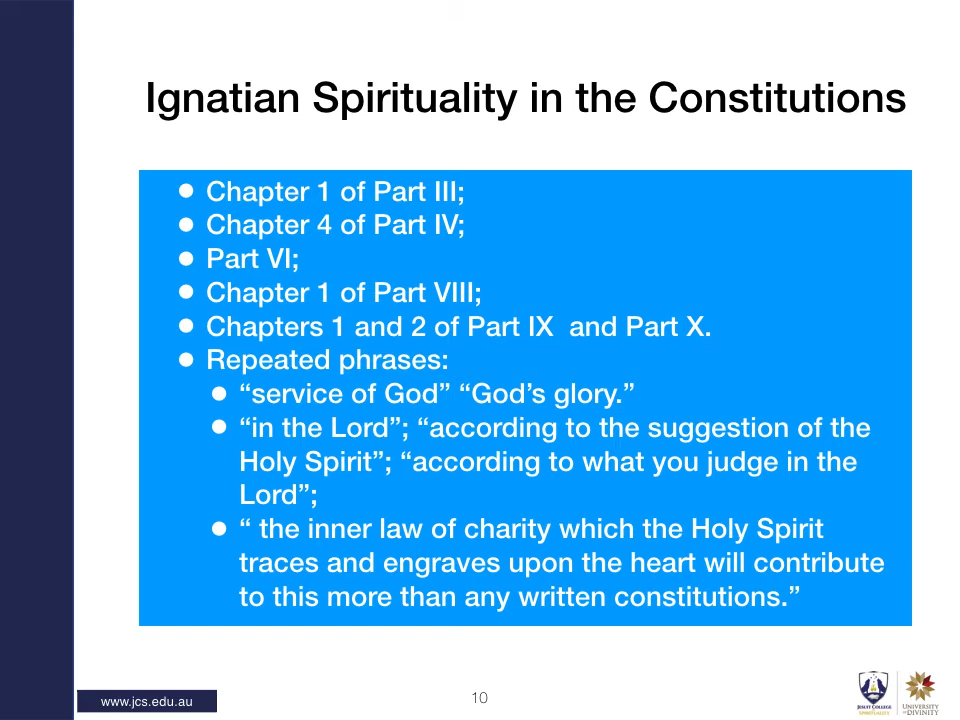 Ignatian Spirituality in the Constitutions
● Chapter 1 of Part III;
● Chapter 4 of Part IV;
● Part VI;
● Chapter 1 of Part VIII;
● Chapters 1 and 2 of Part IX  and Part X.
● Repeated phrases:
● “service of God” “God’s glory.”
● “in the Lord”; “according to the suggestion of the
Holy Spirit”; “according to what you judge in the
Lord”;
● “ the inner law of charity which the Holy Spirit
traces and engraves upon the heart will contribute
to this more than any written constitutions.”
www.jcs.edu.au
10
JESUIT COLLEGE
SPIRITUALITY
UNIVERSITY
OF DIVINITY